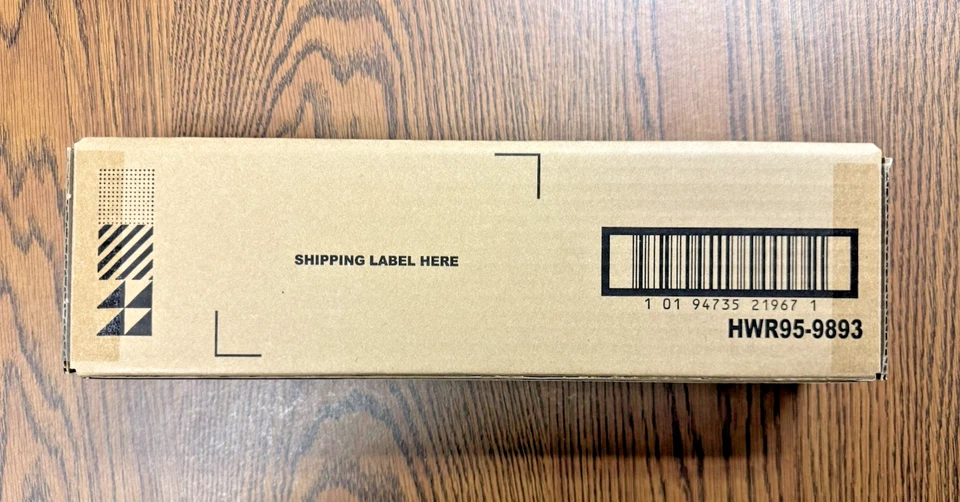 SHIPPING LABEL HERE
1 01 94735 21967 1
HWR95-9893